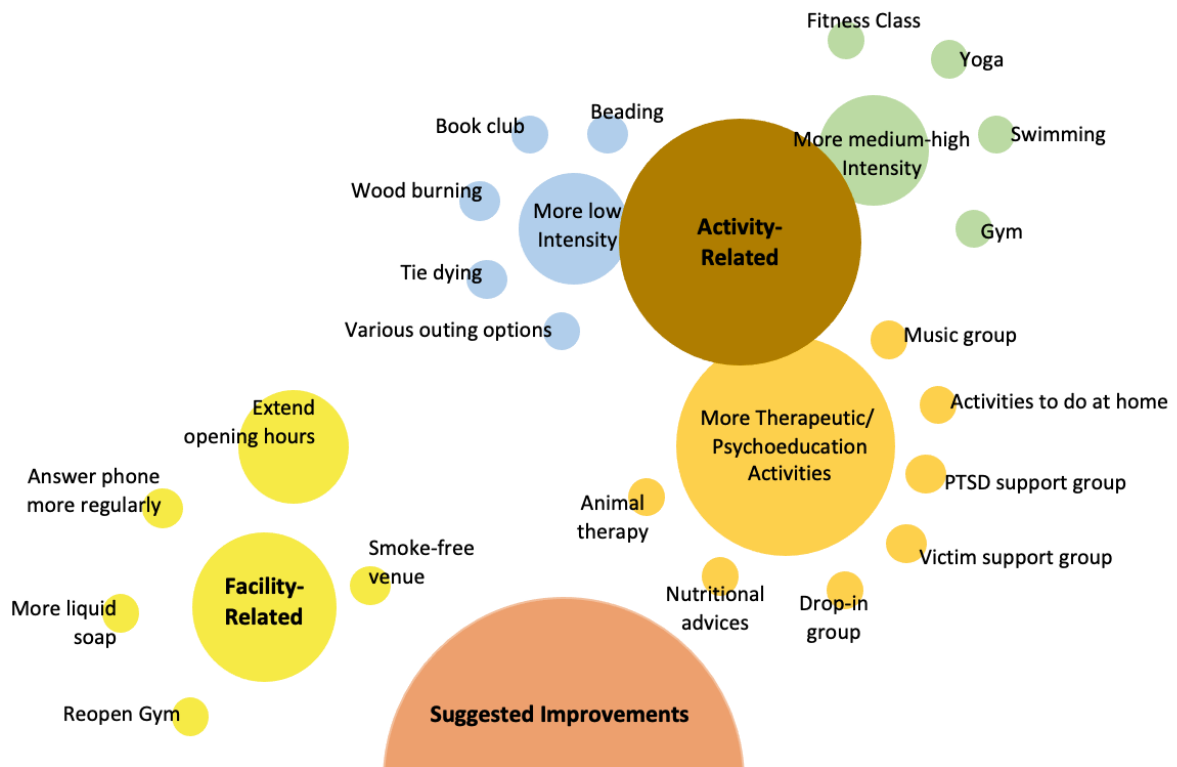 Fitness Class
Yoga
Beading
Book club
Swimming
More medium-high
Intensity
Wood burning
More low
Intensity
Activity-
Related
Gym
Tie dying
Various outing options
Music group
Activities to do at home
More Therapeutic/
Psychoeducation
Activities
Extend
opening hours
Answer phone
more regularly
PTSD support group
Animal
therapy
Victim support group
Smoke-free
venue
Facility-
Related
Nutritional
advices
Drop-in
group
More liquid
soap
Reopen Gym
Suggested Improvements